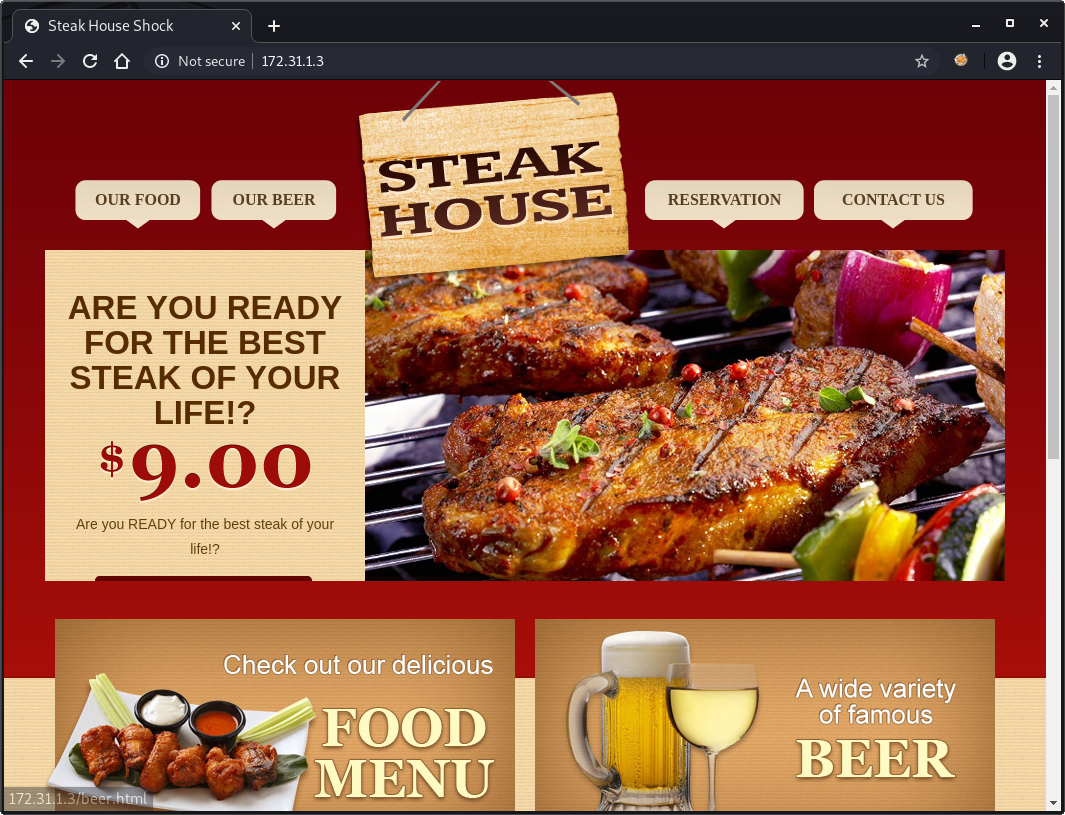 Steak House Shock
Not secure
172.31.1.3
STEAK
HOUSE
OUR FOOD
OUR BEER
RESERVATION
CONTACT US
ARE YOU READY
FOR THE BEST
STEAK OF YOUR
LIFE!?
$9.00
Are you READY for the best steak of your
life!?
Check out our delicious
FOOD
MENU
A wide variety
of famous
BEER
172.31.1.3/beer.html